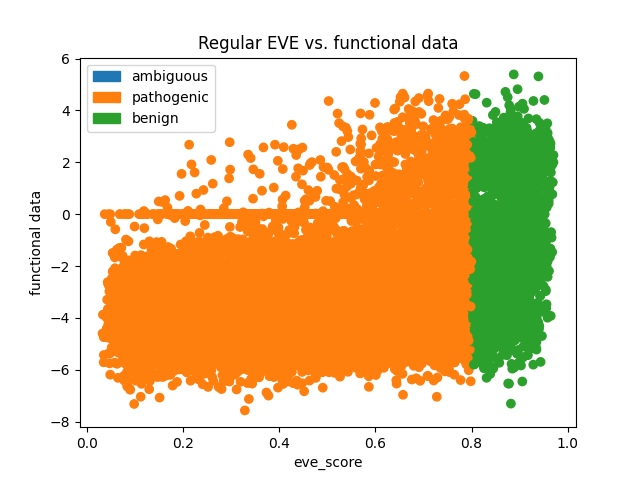 Regular EVE vs. functional data
6
4
2
0
−2
−4
−6
−8
functional data
ambiguous
pathogenic
benign
0.0 0.2 0.4 0.6 0.8 1.0
eve_score